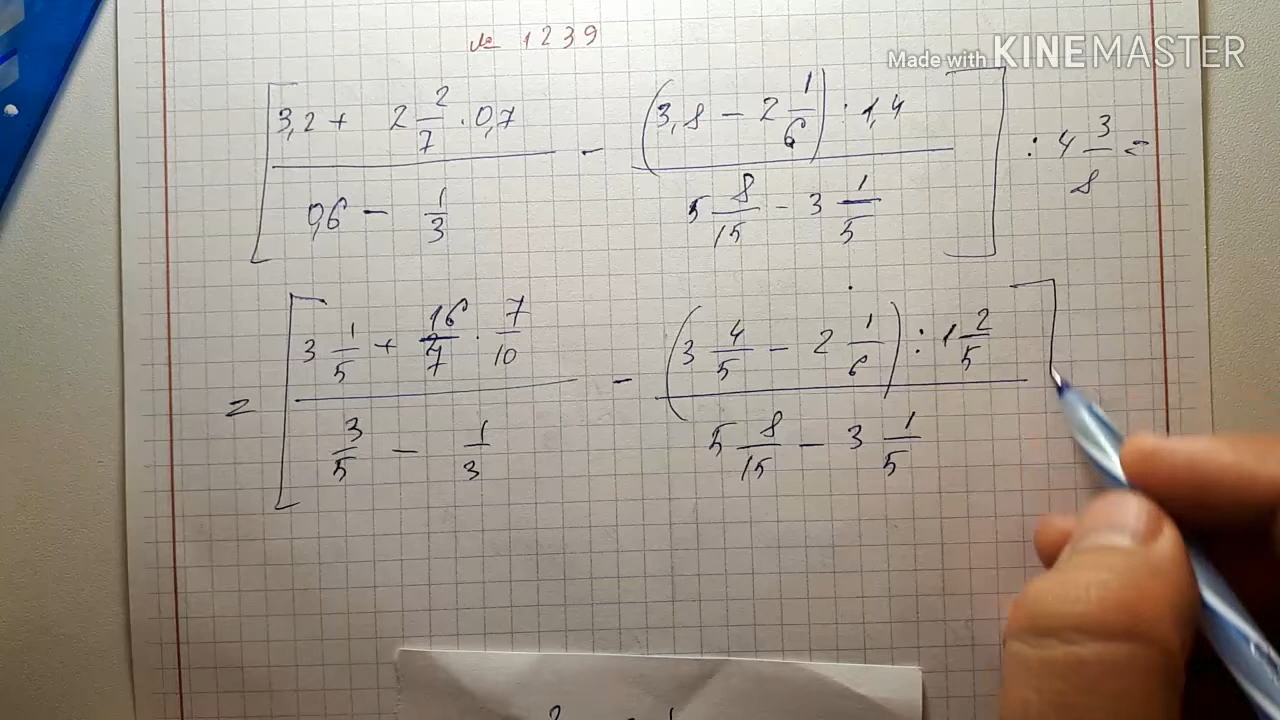 № 1239
Made with KINEMASTER
[ (3,2 + 2 2/7 · 0,7) / (0,6 − 1/3) − ((3,8 − 2 1/6) : 1,4) / (5 8/15 − 3 1/5) ] : 4 3/8 =
= [ (3 1/5 + 16/7 · 7/10) / (3/5 − 1/3) − ((3 4/5 − 2 1/6) : 1 2/5) / (5 8/15 − 3 1/5) ]